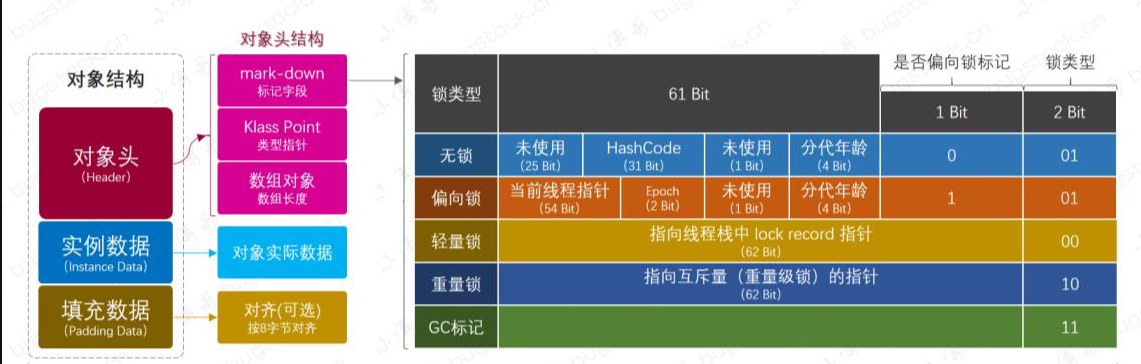 对象结构
对象头
(Header)
实例数据
(Instance Data)
填充数据
(Padding Data)
对象头结构
mark-down
标记字段
Klass Point
类型指针
数组对象
数组长度
对象实际数据
对齐(可选)
按8字节对齐
是否偏向锁标记
锁类型
锁类型
61 Bit
1 Bit
2 Bit
无锁
未使用
(25 Bit)
HashCode
(31 Bit)
未使用
(1 Bit)
分代年龄
(4 Bit)
0
01
偏向锁
当前线程指针
(54 Bit)
Epoch
(2 Bit)
未使用
(1 Bit)
分代年龄
(4 Bit)
1
01
轻量锁
指向线程栈中 lock record 指针
(62 Bit)
00
重量锁
指向互斥量（重量级锁）的指针
(62 Bit)
10
GC标记
11